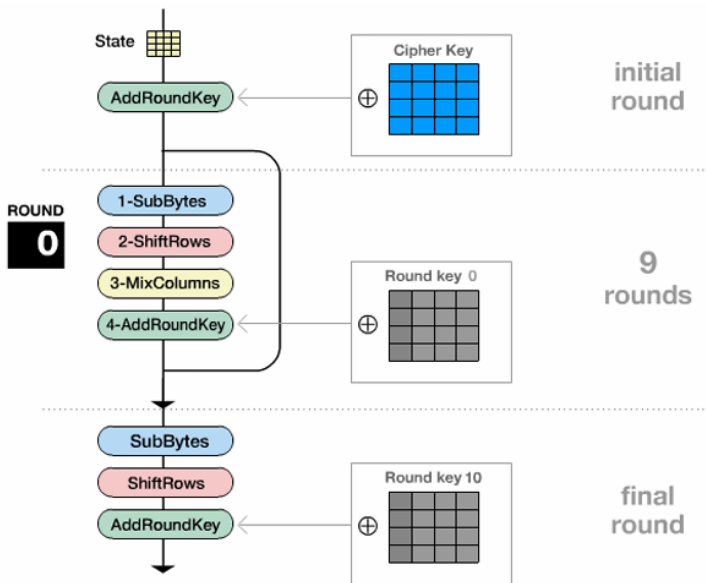 State
Cipher Key
AddRoundKey
⊕
initial
round
ROUND
0
1-SubBytes
2-ShiftRows
3-MixColumns
4-AddRoundKey
Round key 0
⊕
9
rounds
SubBytes
ShiftRows
AddRoundKey
Round key 10
⊕
final
round